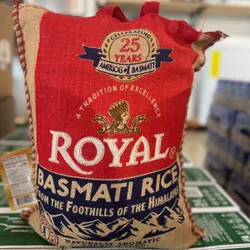 CELEBRATING
25
YEARS
AMERICA'S #1 BASMATI
A TRADITION OF EXCELLENCE
ROYAL®
BASMATI RICE
FROM THE FOOTHILLS OF THE HIMALAYAS
NATURALLY AROMATIC